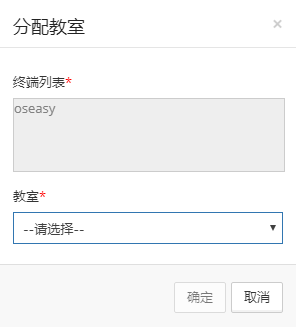 分配教室 ×
终端列表*
oseasy
教室*
--请选择--
确定 取消